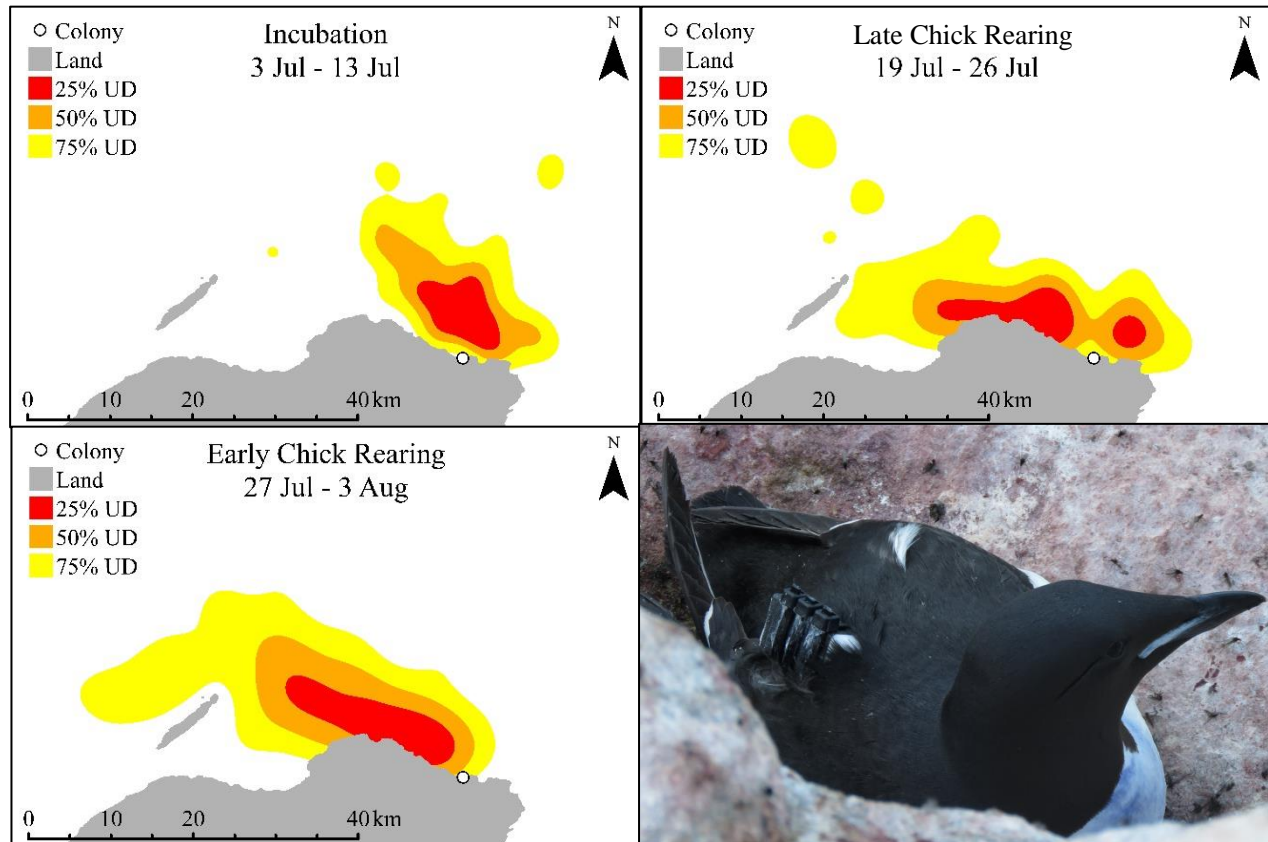 Colony
Land
25% UD
50% UD
75% UD
Incubation
3 Jul - 13 Jul
N
0 10 20 40 km
Colony
Land
25% UD
50% UD
75% UD
Late Chick Rearing
19 Jul - 26 Jul
N
0 10 20 40 km
Colony
Land
25% UD
50% UD
75% UD
Early Chick Rearing
27 Jul - 3 Aug
N
0 10 20 40 km